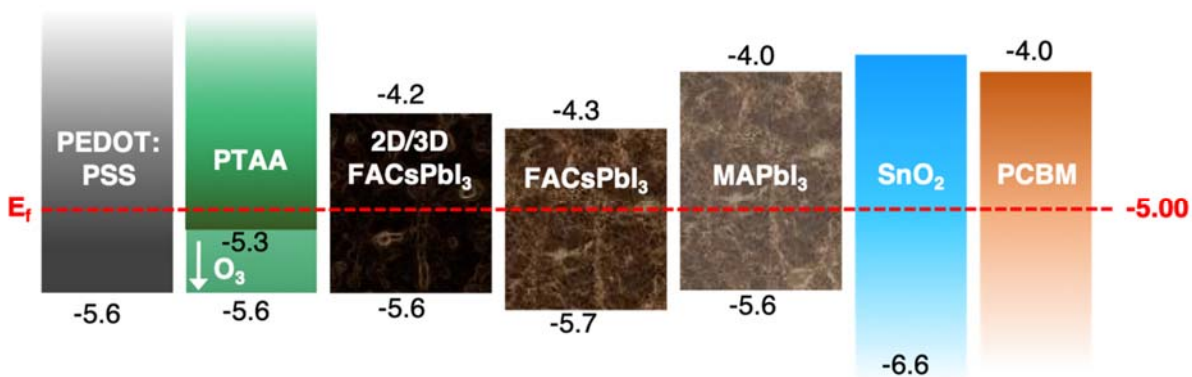 -4.0
-4.0
-4.2
-4.3
PEDOT:
PSS
PTAA
2D/3D
FACsPbI₃
FACsPbI₃
MAPbI₃
SnO₂
PCBM
E_f
-5.00
-5.3
O₃
-5.6
-5.6
-5.6
-5.7
-5.6
-6.6